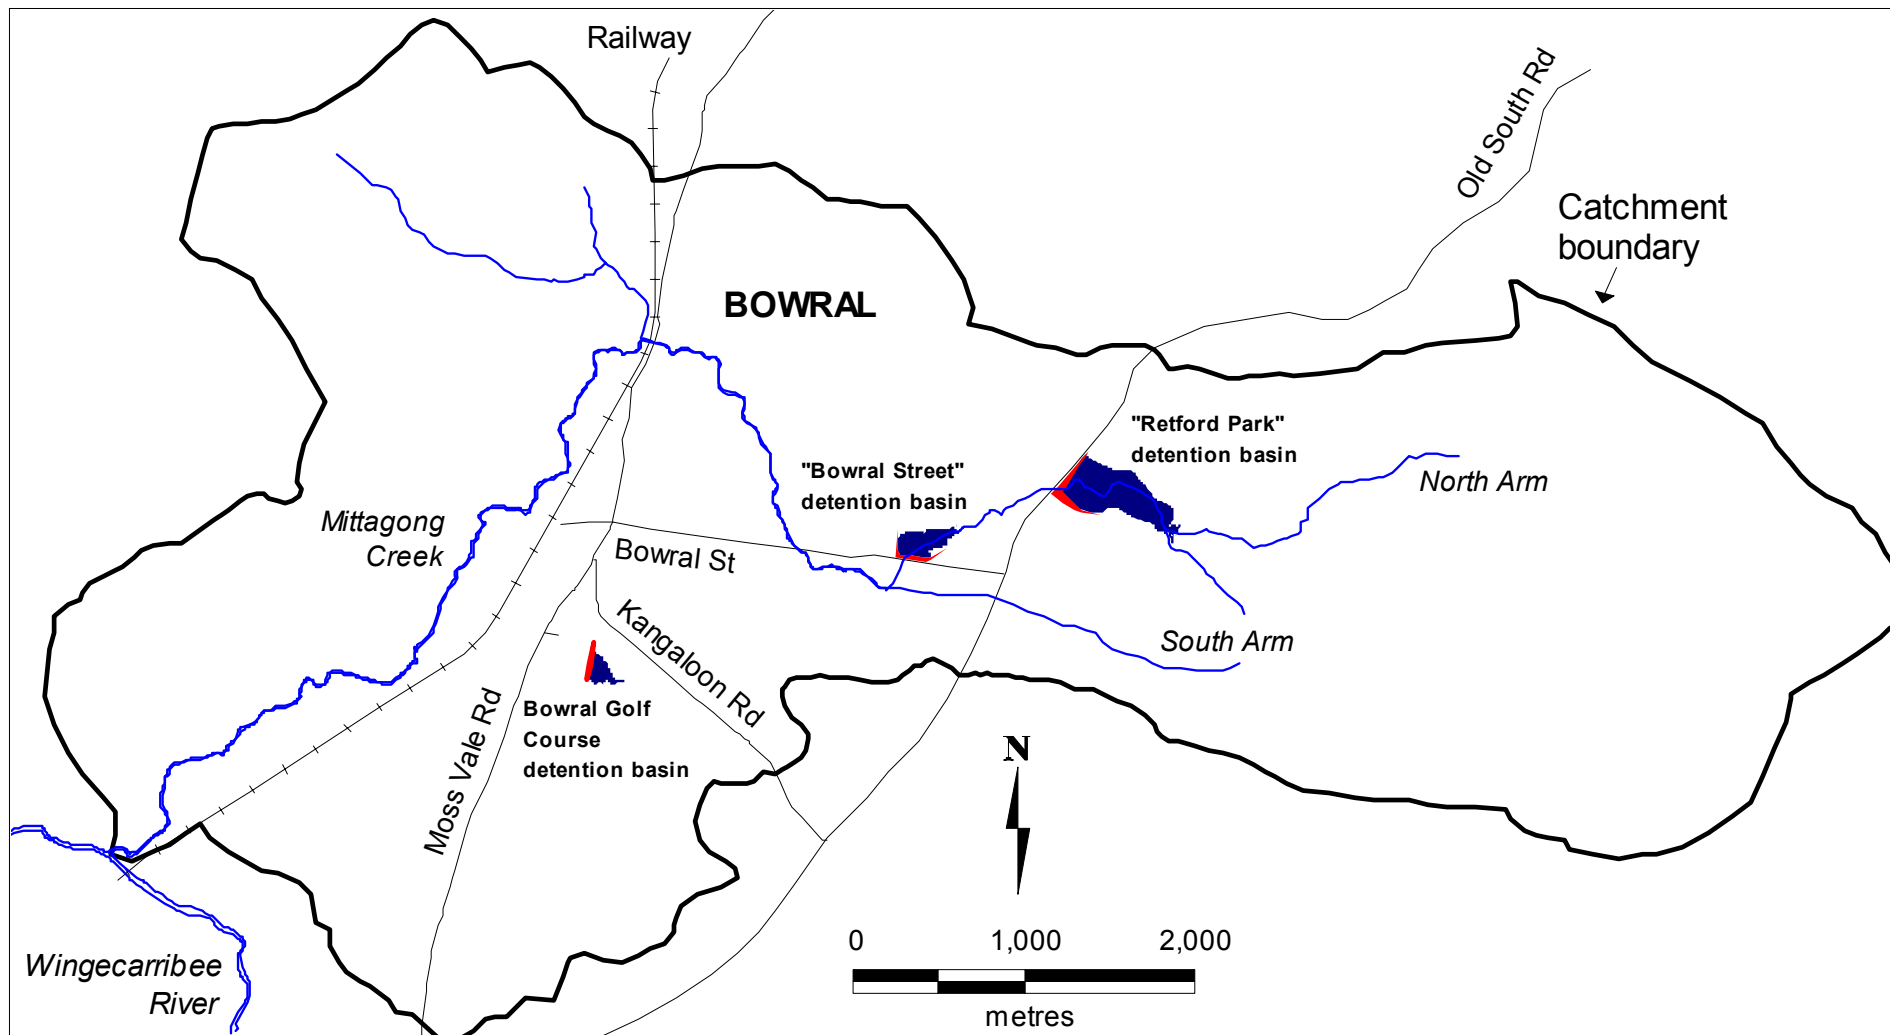 Railway
Old South Rd
Catchment
boundary
BOWRAL
"Retford Park"
detention basin
"Bowral Street"
detention basin
North Arm
Mittagong
Creek
Bowral St
Kangaloon Rd
South Arm
Moss Vale Rd
Bowral Golf
Course
detention basin
N
0 1,000 2,000
metres
Wingecarribee
River